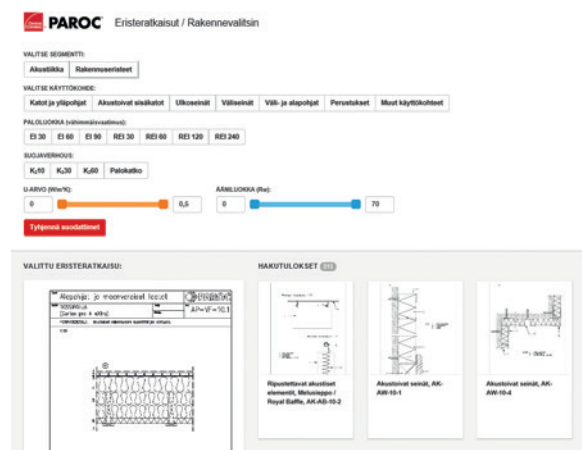 PAROC Eristeratkaisut / Rakennevalitsin
VALITSE SEGMENTTI:
Akustiikka Rakennuseristeet
VALITSE KÄYTTÖKOHDE:
Katot ja yläpohjat Akustoivat sisäkatot Ulkoseinät Väliseinät Väli- ja alapohjat Perustukset Muut käyttökohteet
PALOLUOKKA (vähimmäisvaatimus):
EI 30 EI 60 EI 90 REI 30 REI 60 REI 120 REI 240
SUOJAVERHOUS:
K₂10 K₂30 K₂60 Palokatko
U-ARVO (W/m²K): ÄÄNILUOKKA (Rw):
0 0,5 0 70
Tyhjennä suodattimet
VALITTU ERISTERATKAISU: HAKUTULOKSET
Alapohjat ja maanvaraiset laatat
Ripustettavat akustiset
elementit, Melusieppo /
Royal Baffle, AK-AB-10-2
Akustoivat seinät, AK-
AW-10-1
Akustoivat seinät, AK-
AW-10-4